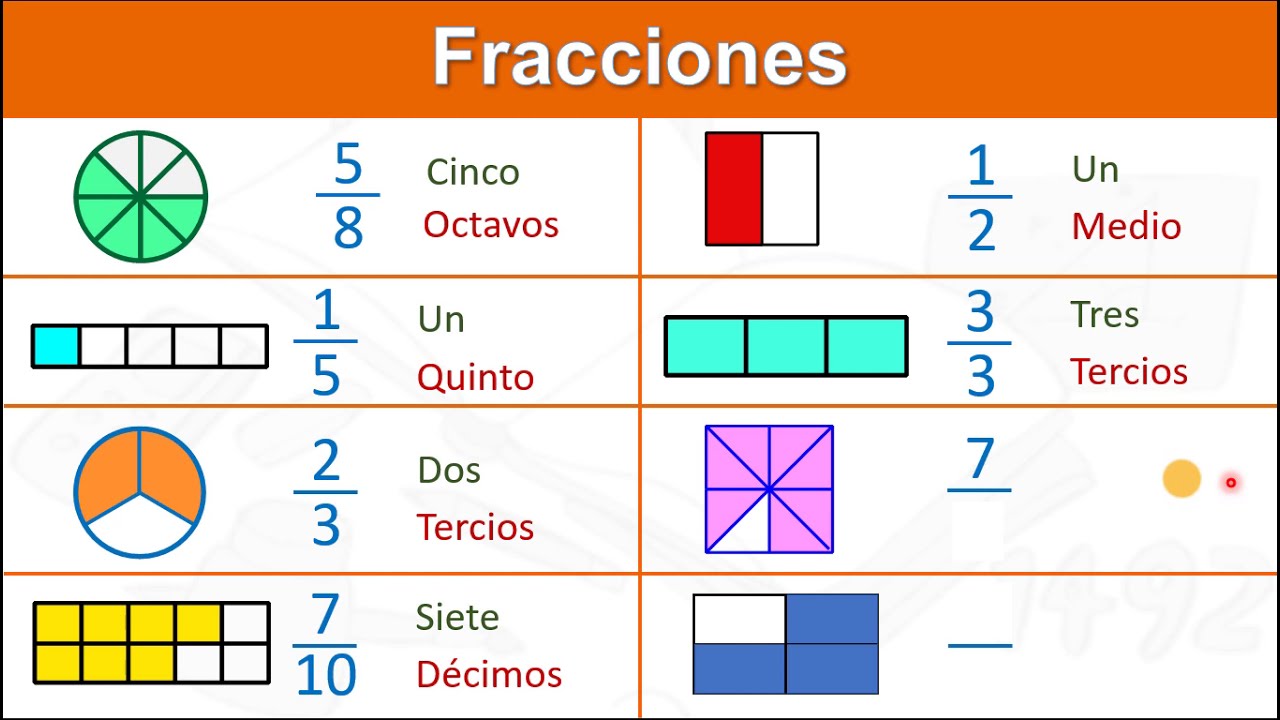 Fracciones
5
8
Cinco
Octavos
1
2
Un
Medio
1
5
Un
Quinto
3
3
Tres
Tercios
2
3
Dos
Tercios
7
7
10
Siete
Décimos
1492